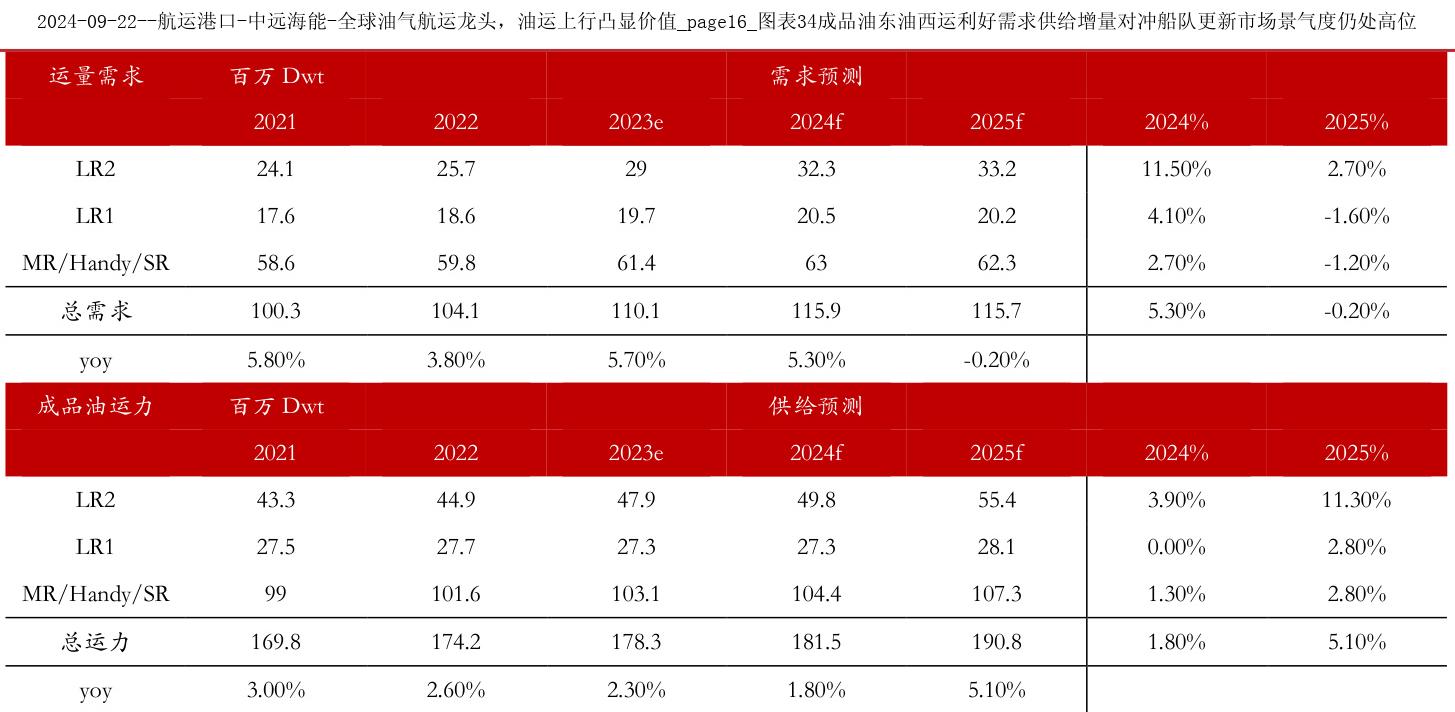 2024-09-22--航运港口-中远海能-全球油气航运龙头，油运上行凸显价值_page16_图表34成品油东油西运利好需求供给增量对冲船队更新市场景气度仍处高位
运量需求 百万 Dwt 需求预测
2021 2022 2023e 2024f 2025f 2024% 2025%
LR2 24.1 25.7 29 32.3 33.2 11.50% 2.70%
LR1 17.6 18.6 19.7 20.5 20.2 4.10% -1.60%
MR/Handy/SR 58.6 59.8 61.4 63 62.3 2.70% -1.20%
总需求 100.3 104.1 110.1 115.9 115.7 5.30% -0.20%
yoy 5.80% 3.80% 5.70% 5.30% -0.20%
成品油运力 百万 Dwt 供给预测
2021 2022 2023e 2024f 2025f 2024% 2025%
LR2 43.3 44.9 47.9 49.8 55.4 3.90% 11.30%
LR1 27.5 27.7 27.3 27.3 28.1 0.00% 2.80%
MR/Handy/SR 99 101.6 103.1 104.4 107.3 1.30% 2.80%
总运力 169.8 174.2 178.3 181.5 190.8 1.80% 5.10%
yoy 3.00% 2.60% 2.30% 1.80% 5.10%